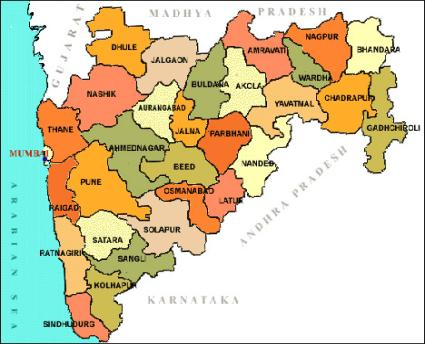 MADHYA PRADESH
GUJARAT
NAGPUR
DHULE
JALGAON
AMRAVATI
BHANDARA
BULDANA
WARDHA
AKOLA
NASHIK
YAVATNAL
CHADRAPUR
AURANGABAD
THANE
JALNA
PARBHANI
GADHCHIROLI
AHMEDNAGAR
MUMBAI
BEED
NANDED
PUNE
OSMANABAD
LATUR
RAIGAD
ANDHRA PRADESH
SOLAPUR
SATARA
RATNAGIRI
SANGLI
KOLHAPUR
KARNATAKA
SINDHUDURG
ARABIAN SEA